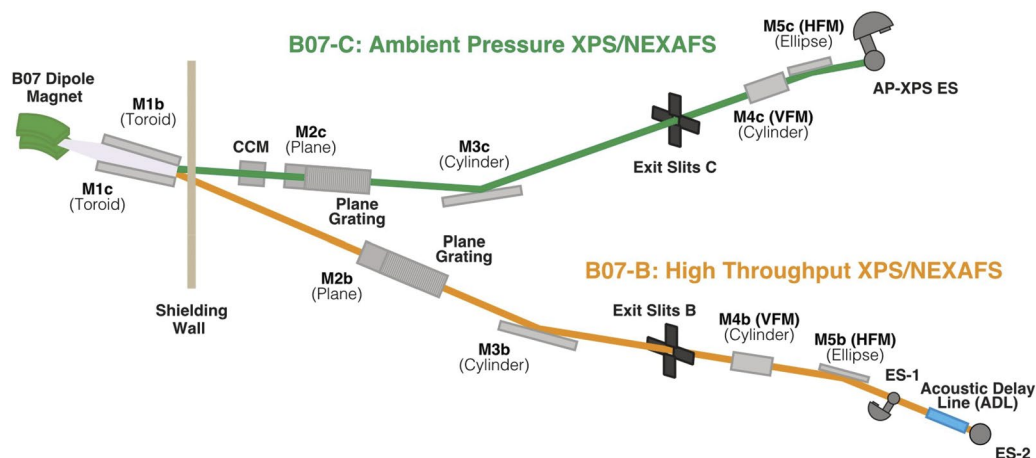 B07-C: Ambient Pressure XPS/NEXAFS
M5c (HFM)
(Ellipse)
B07 Dipole
Magnet
M1b
(Toroid)
AP-XPS ES
M4c (VFM)
(Cylinder)
CCM
M2c
(Plane)
M3c
(Cylinder)
Exit Slits C
M1c
(Toroid)
Plane
Grating
Plane
Grating
B07-B: High Throughput XPS/NEXAFS
M2b
(Plane)
Shielding
Wall
Exit Slits B
M4b (VFM)
(Cylinder)
M3b
(Cylinder)
M5b (HFM)
(Ellipse)
ES-1
Acoustic Delay
Line (ADL)
ES-2